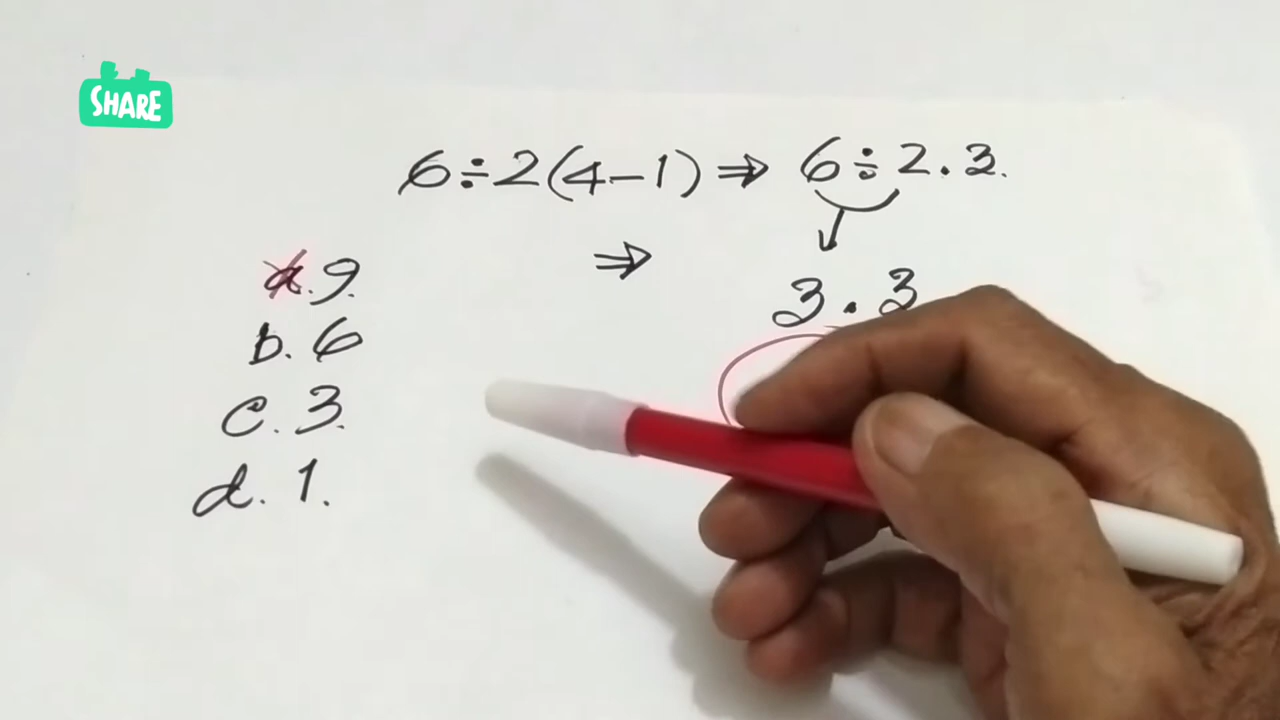 SHARE
6÷2(4-1) ⇒ 6÷2.3.
⇒ 3.3
a.9.
b.6
c.3.
d.1.